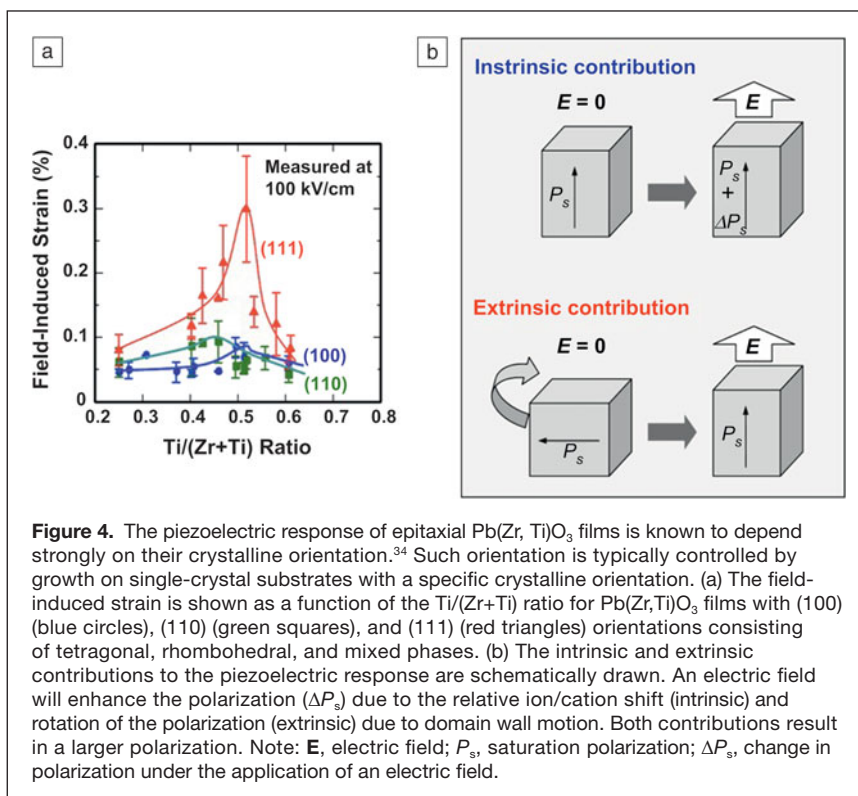 a
Field-Induced Strain (%)
0.4
0.3
0.2
0.1
0
Measured at
100 kV/cm
(111)
(100)
(110)
0.2 0.3 0.4 0.5 0.6 0.7 0.8
Ti/(Zr+Ti) Ratio
b
Instrinsic contribution
E = 0
E
Ps
Ps
+
ΔPs
Extrinsic contribution
E = 0
E
Ps
Ps
Figure 4. The piezoelectric response of epitaxial Pb(Zr, Ti)O₃ films is known to depend
strongly on their crystalline orientation.³⁴ Such orientation is typically controlled by
growth on single-crystal substrates with a specific crystalline orientation. (a) The field-
induced strain is shown as a function of the Ti/(Zr+Ti) ratio for Pb(Zr,Ti)O₃ films with (100)
(blue circles), (110) (green squares), and (111) (red triangles) orientations consisting
of tetragonal, rhombohedral, and mixed phases. (b) The intrinsic and extrinsic
contributions to the piezoelectric response are schematically drawn. An electric field
will enhance the polarization (ΔPs) due to the relative ion/cation shift (intrinsic) and
rotation of the polarization (extrinsic) due to domain wall motion. Both contributions result
in a larger polarization. Note: E, electric field; Ps, saturation polarization; ΔPs, change in
polarization under the application of an electric field.